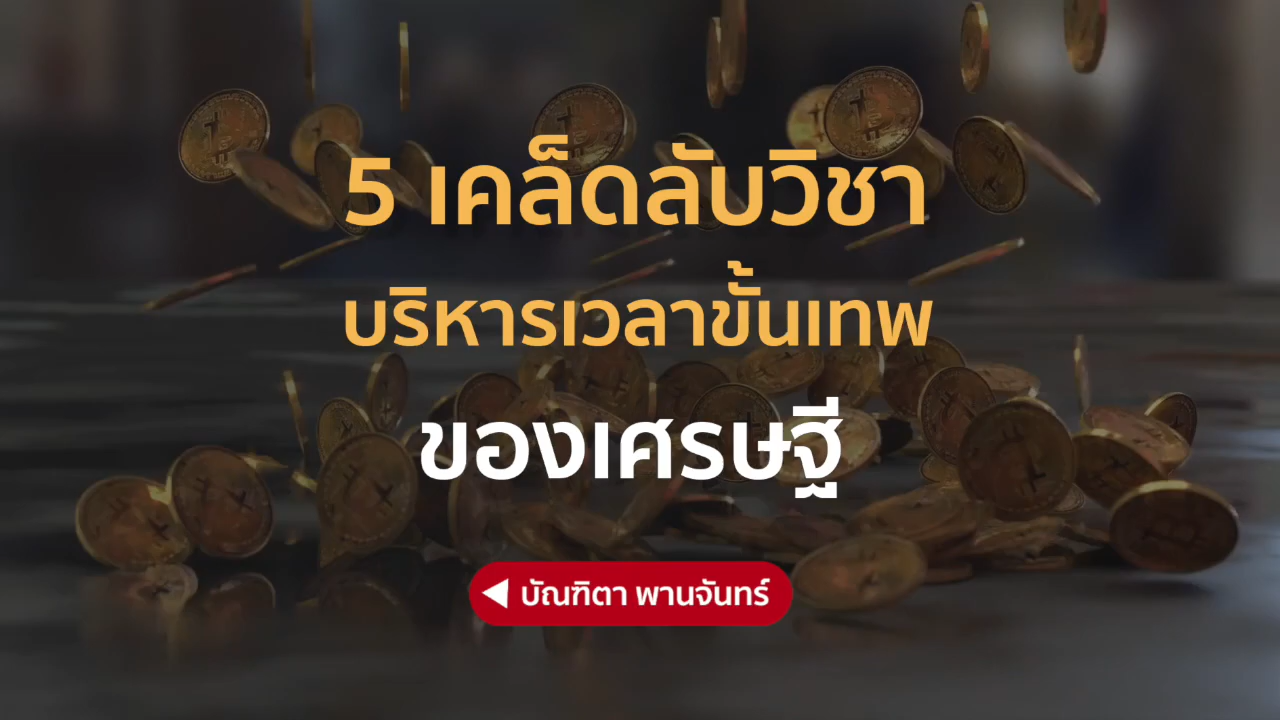 5 เคล็ดลับวิชา
บริหารเวลาขั้นเทพ
ของเศรษฐี
บัณฑิตา พานจันทร์